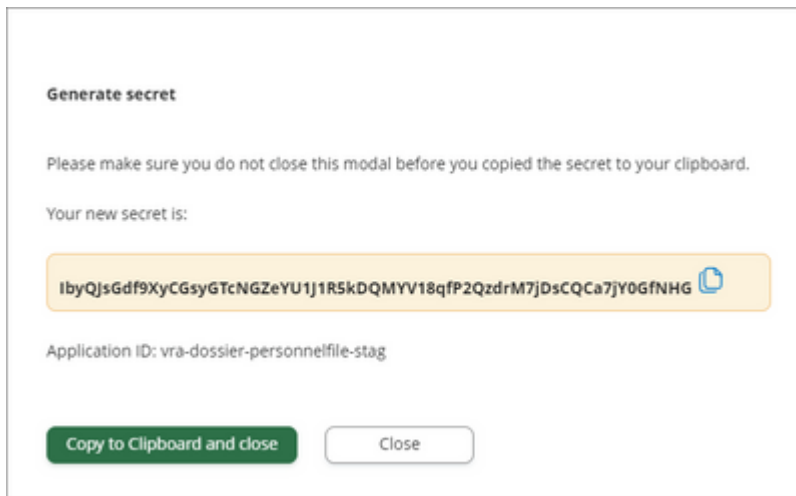 Generate secret
Please make sure you do not close this modal before you copied the secret to your clipboard.
Your new secret is:
IbyQJsGdf9XyCGsyGTcNGZeYU1J1R5kDQMYV18qfP2QzdrM7jDsCQCa7jY0GfNHG
Application ID: vra-dossier-personnelfile-stag
Copy to Clipboard and close
Close